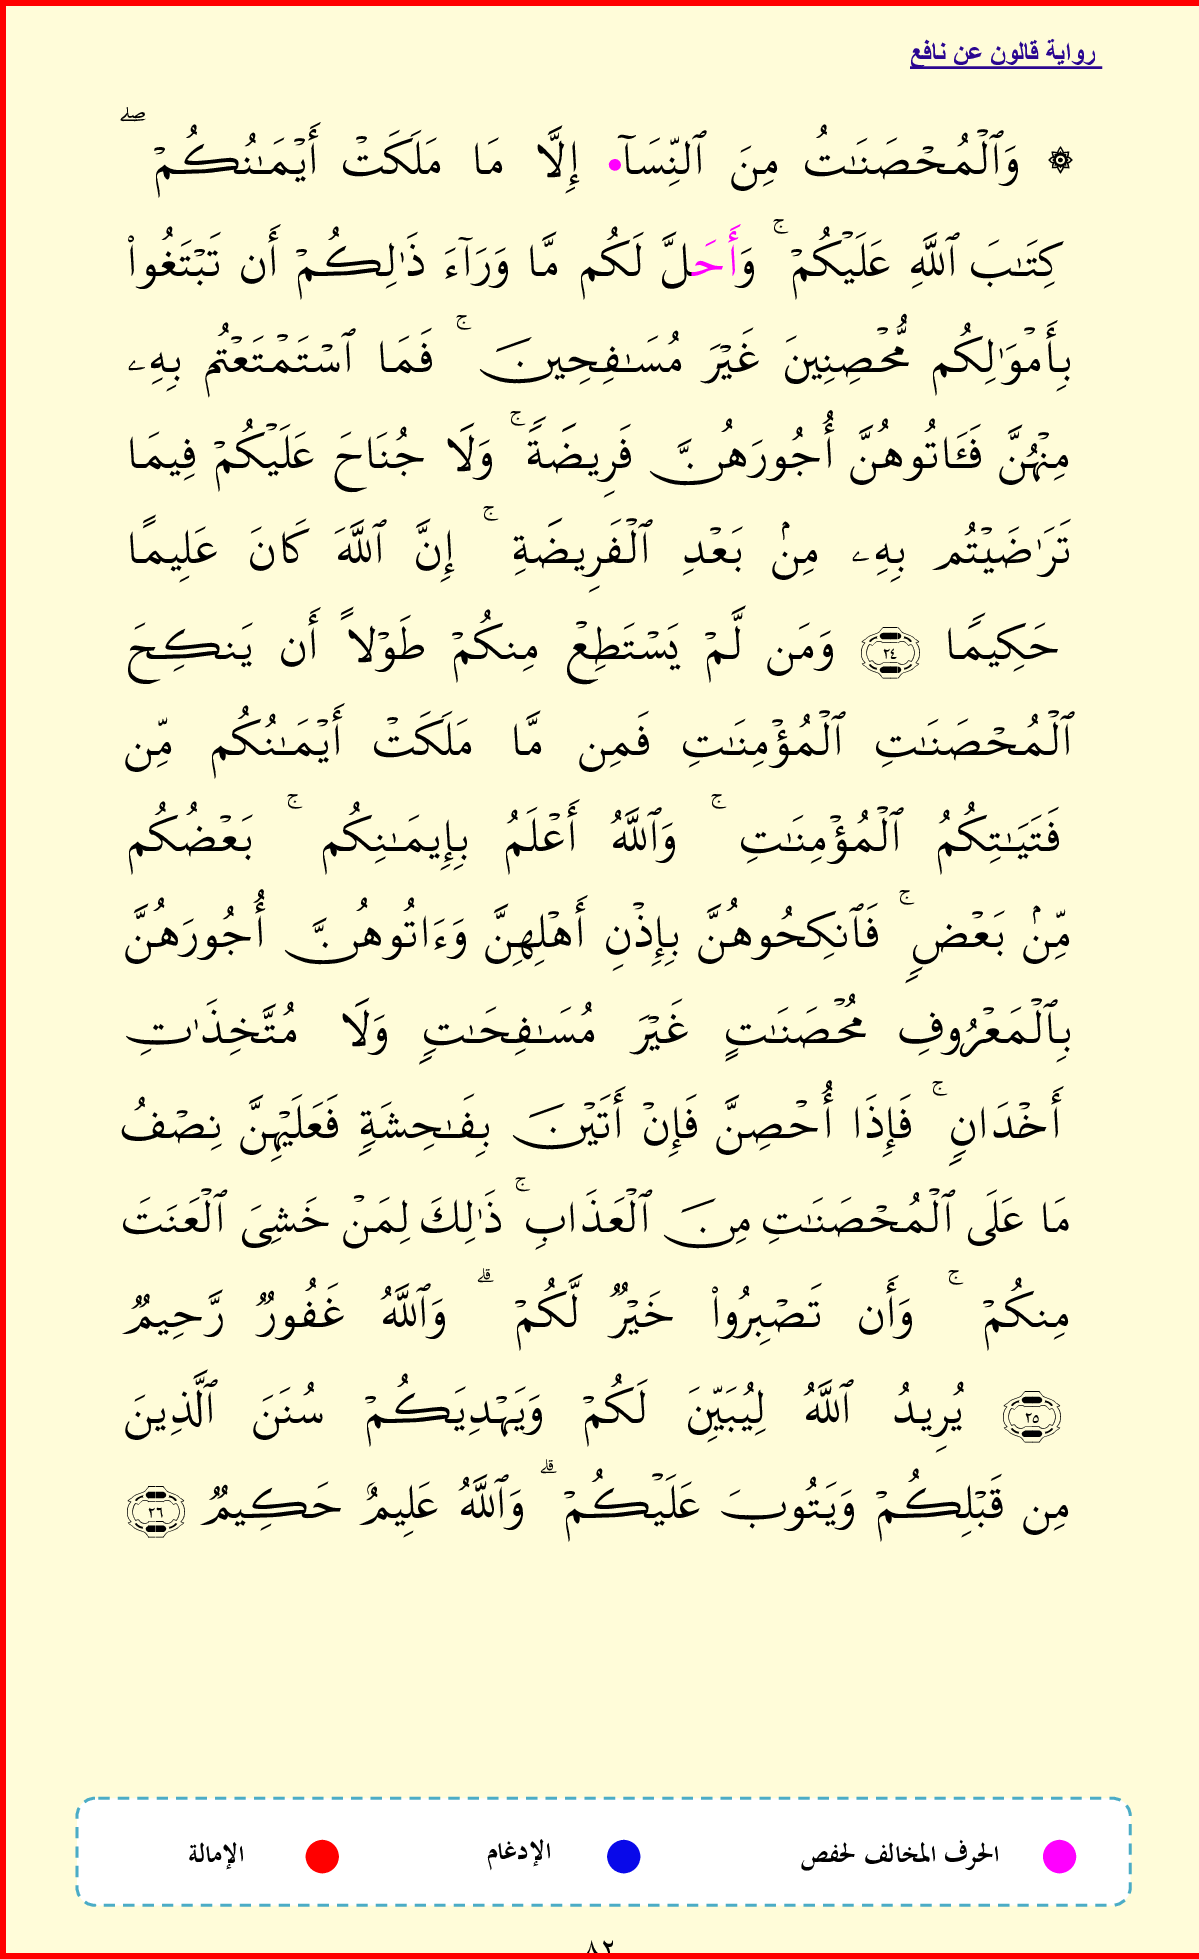 رواية قالون عن نافع
۞ وَٱلْمُحْصَنَٰتُ مِنَ ٱلنِّسَآ• إِلَّا مَا مَلَكَتْ أَيْمَٰنُكُمْ ۖ
كِتَٰبَ ٱللَّهِ عَلَيْكُمْ ۚ وَأَحَلَّ لَكُم مَّا وَرَآءَ ذَٰلِكُمْ أَن تَبْتَغُوا۟
بِأَمْوَٰلِكُم مُّحْصِنِينَ غَيْرَ مُسَٰفِحِينَ ۚ فَمَا ٱسْتَمْتَعْتُم بِهِۦ
مِنْهُنَّ فَـَٔاتُوهُنَّ أُجُورَهُنَّ فَرِيضَةً ۚ وَلَا جُنَاحَ عَلَيْكُمْ فِيمَا
تَرَٰضَيْتُم بِهِۦ مِنۢ بَعْدِ ٱلْفَرِيضَةِ ۚ إِنَّ ٱللَّهَ كَانَ عَلِيمًا
حَكِيمًا ٢٤ وَمَن لَّمْ يَسْتَطِعْ مِنكُمْ طَوْلًا أَن يَنكِحَ
ٱلْمُحْصَنَٰتِ ٱلْمُؤْمِنَٰتِ فَمِن مَّا مَلَكَتْ أَيْمَٰنُكُم مِّن
فَتَيَٰتِكُمُ ٱلْمُؤْمِنَٰتِ ۚ وَٱللَّهُ أَعْلَمُ بِإِيمَٰنِكُم ۚ بَعْضُكُم
مِّنۢ بَعْضٍ ۚ فَٱنكِحُوهُنَّ بِإِذْنِ أَهْلِهِنَّ وَءَاتُوهُنَّ أُجُورَهُنَّ
بِٱلْمَعْرُوفِ مُحْصَنَٰتٍ غَيْرَ مُسَٰفِحَٰتٍ وَلَا مُتَّخِذَٰتِ
أَخْدَانٍ ۚ فَإِذَا أُحْصِنَّ فَإِنْ أَتَيْنَ بِفَٰحِشَةٍ فَعَلَيْهِنَّ نِصْفُ
مَا عَلَى ٱلْمُحْصَنَٰتِ مِنَ ٱلْعَذَابِ ۚ ذَٰلِكَ لِمَنْ خَشِىَ ٱلْعَنَتَ
مِنكُمْ ۚ وَأَن تَصْبِرُوا۟ خَيْرٌ لَّكُمْ ۗ وَٱللَّهُ غَفُورٌ رَّحِيمٌ
٢٥ يُرِيدُ ٱللَّهُ لِيُبَيِّنَ لَكُمْ وَيَهْدِيَكُمْ سُنَنَ ٱلَّذِينَ
مِن قَبْلِكُمْ وَيَتُوبَ عَلَيْكُمْ ۗ وَٱللَّهُ عَلِيمٌ حَكِيمٌ ٢٦
الحرف المخالف لحفص الإدغام الإمالة
٨٢